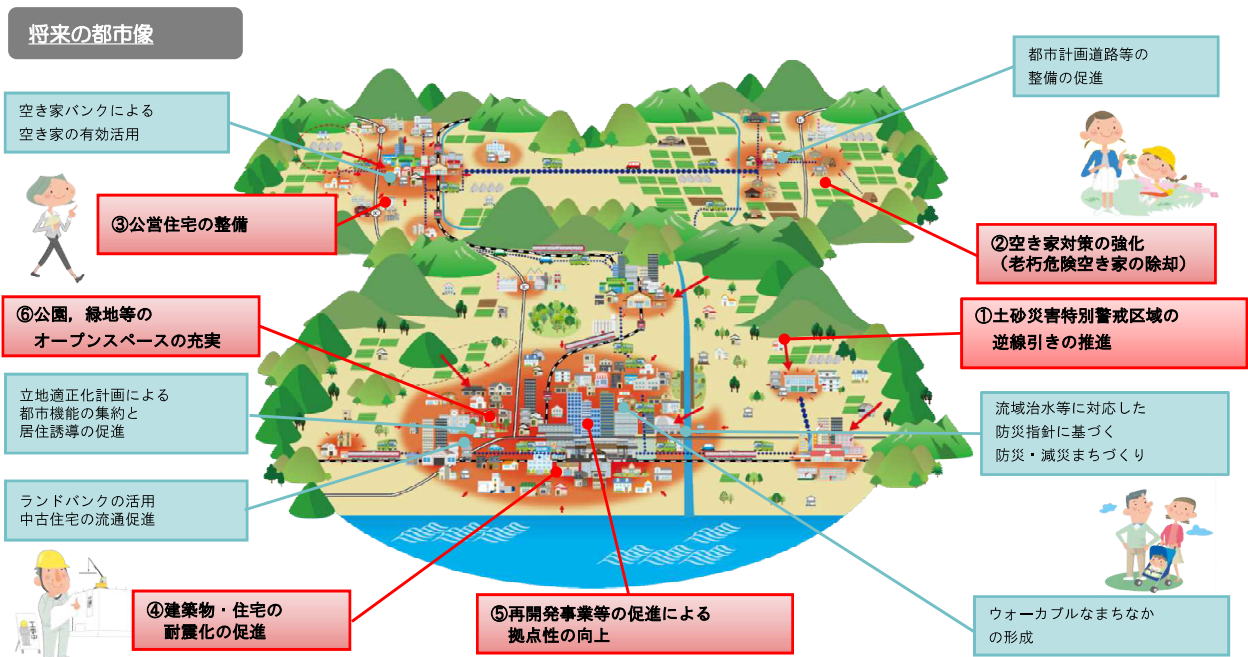 将来の都市像
都市計画道路等の
整備の促進
空き家バンクによる
空き家の有効活用
③公営住宅の整備
②空き家対策の強化
（老朽危険空き家の除却）
⑥公園，緑地等の
オープンスペースの充実
①土砂災害特別警戒区域の
逆線引きの推進
立地適正化計画による
都市機能の集約と
居住誘導の促進
流域治水等に対応した
防災指針に基づく
防災・減災まちづくり
ランドバンクの活用
中古住宅の流通促進
④建築物・住宅の
耐震化の促進
⑤再開発事業等の促進による
拠点性の向上
ウォーカブルなまちなか
の形成